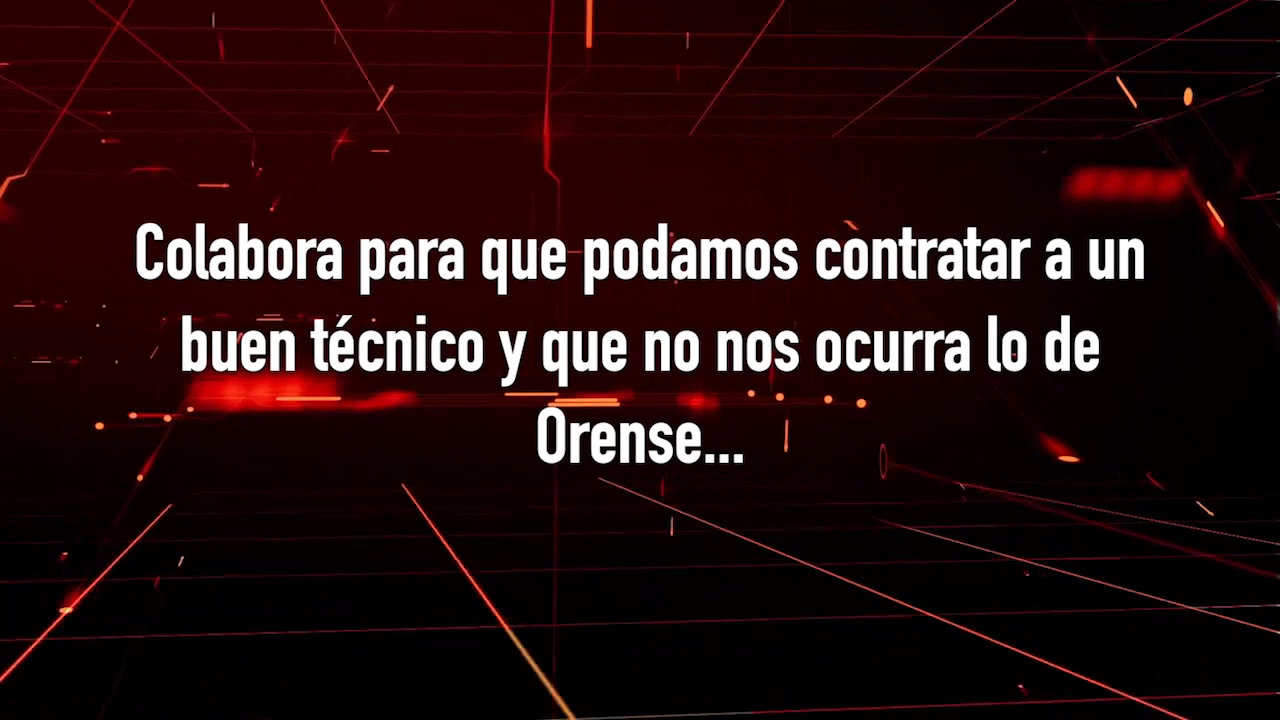 Colabora para que podamos contratar a un
buen técnico y que no nos ocurra lo de
Orense...